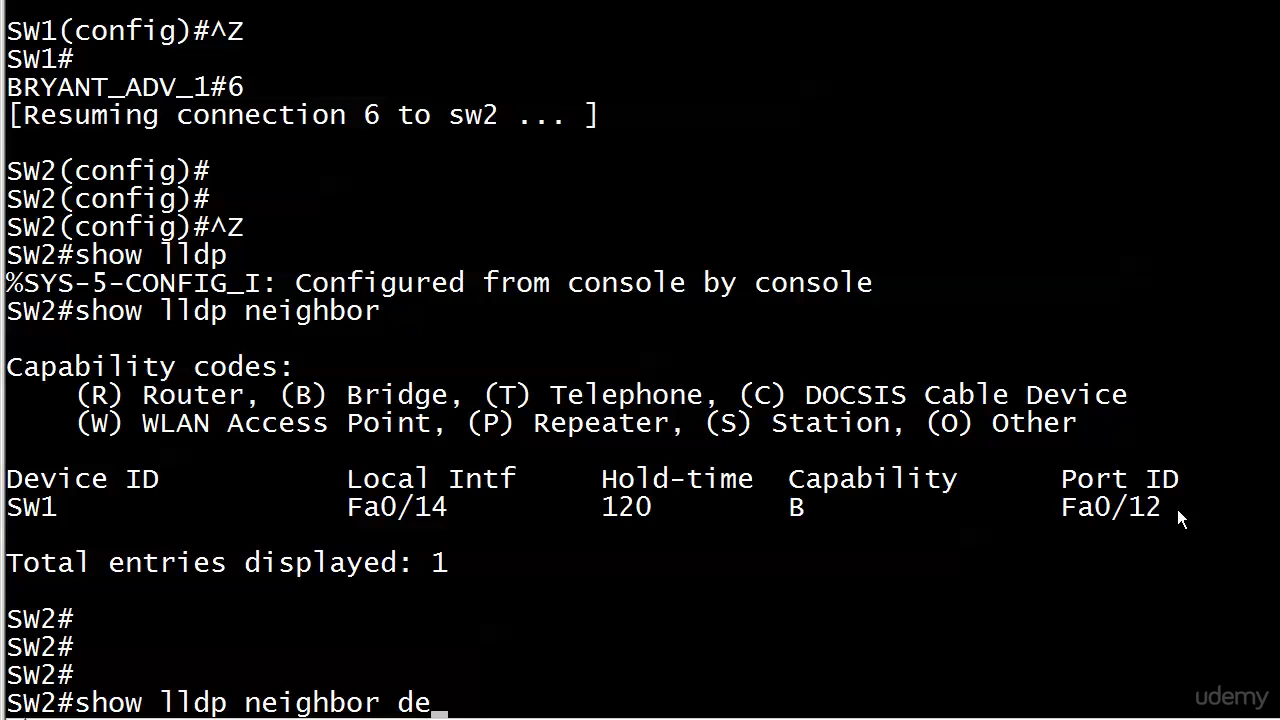 SW1(config)#^Z
SW1#
BRYANT_ADV_1#6
[Resuming connection 6 to sw2 ... ]
SW2(config)#
SW2(config)#
SW2(config)#^Z
SW2#show lldp
%SYS-5-CONFIG_I: Configured from console by console
SW2#show lldp neighbor
Capability codes:
(R) Router, (B) Bridge, (T) Telephone, (C) DOCSIS Cable Device
(W) WLAN Access Point, (P) Repeater, (S) Station, (O) Other
Device ID Local Intf Hold-time Capability Port ID
SW1 Fa0/14 120 B Fa0/12
Total entries displayed: 1
SW2#
SW2#
SW2#
SW2#show lldp neighbor de
udemy